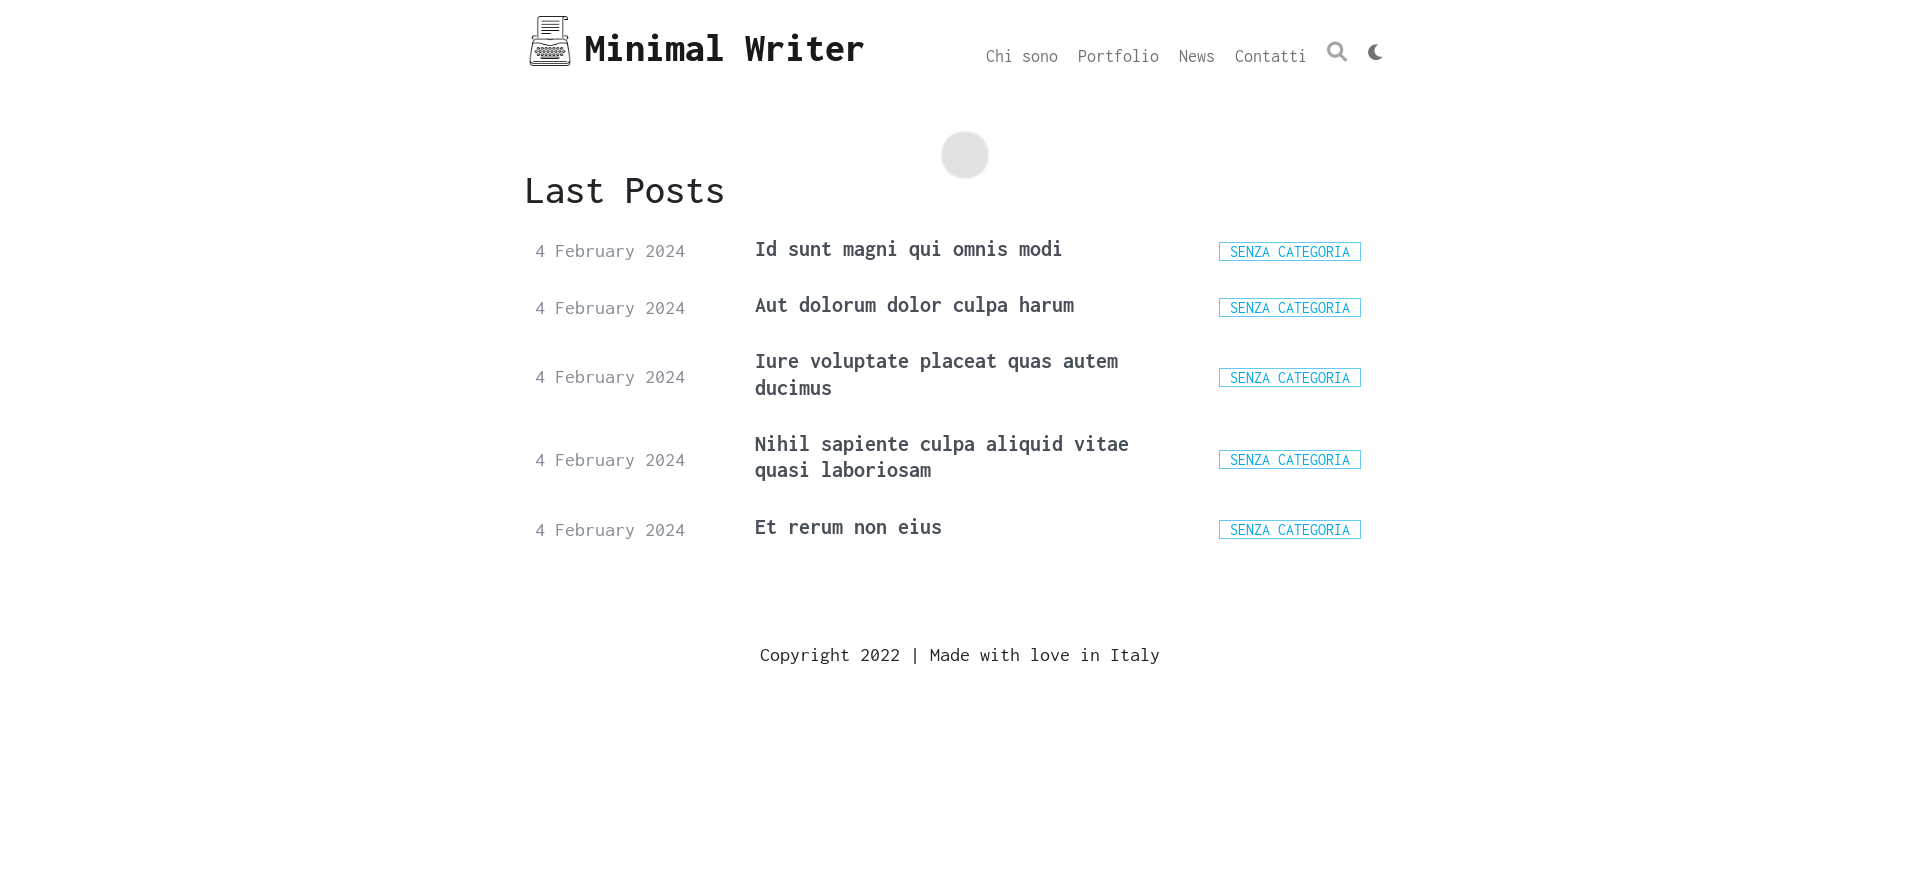 Minimal Writer
Chi sono Portfolio News Contatti
Last Posts
4 February 2024 Id sunt magni qui omnis modi SENZA CATEGORIA
4 February 2024 Aut dolorum dolor culpa harum SENZA CATEGORIA
4 February 2024 Iure voluptate placeat quas autem
ducimus SENZA CATEGORIA
4 February 2024 Nihil sapiente culpa aliquid vitae
quasi laboriosam SENZA CATEGORIA
4 February 2024 Et rerum non eius SENZA CATEGORIA
Copyright 2022 | Made with love in Italy